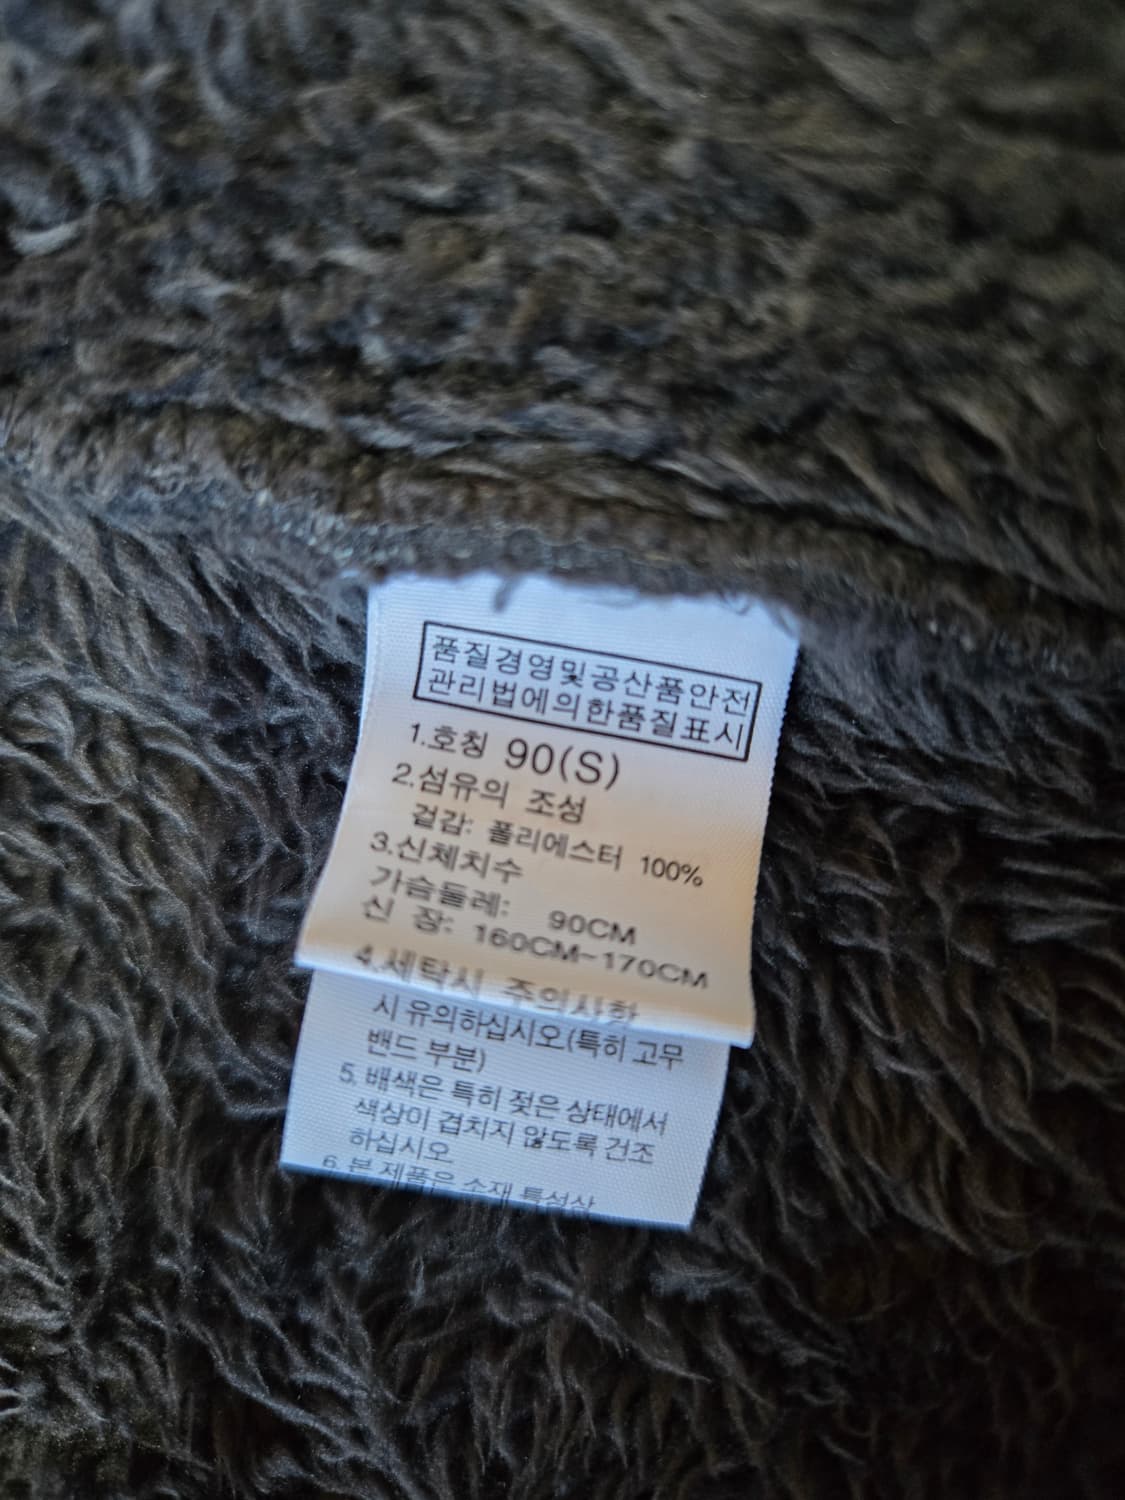 품질경영및공산품안전
관리법에의한품질표시
1.호칭 90(S)
2.섬유의 조성
겉감: 폴리에스터 100%
3.신체치수
가슴둘레: 90CM
신 장: 160CM~170CM
4.세탁시 주의사항
시 유의하십시오(특히 고무
밴드 부분)
5. 배색은 특히 젖은 상태에서
색상이 겹치지 않도록 건조
하십시오
6. 본 제품은 소재 특성상